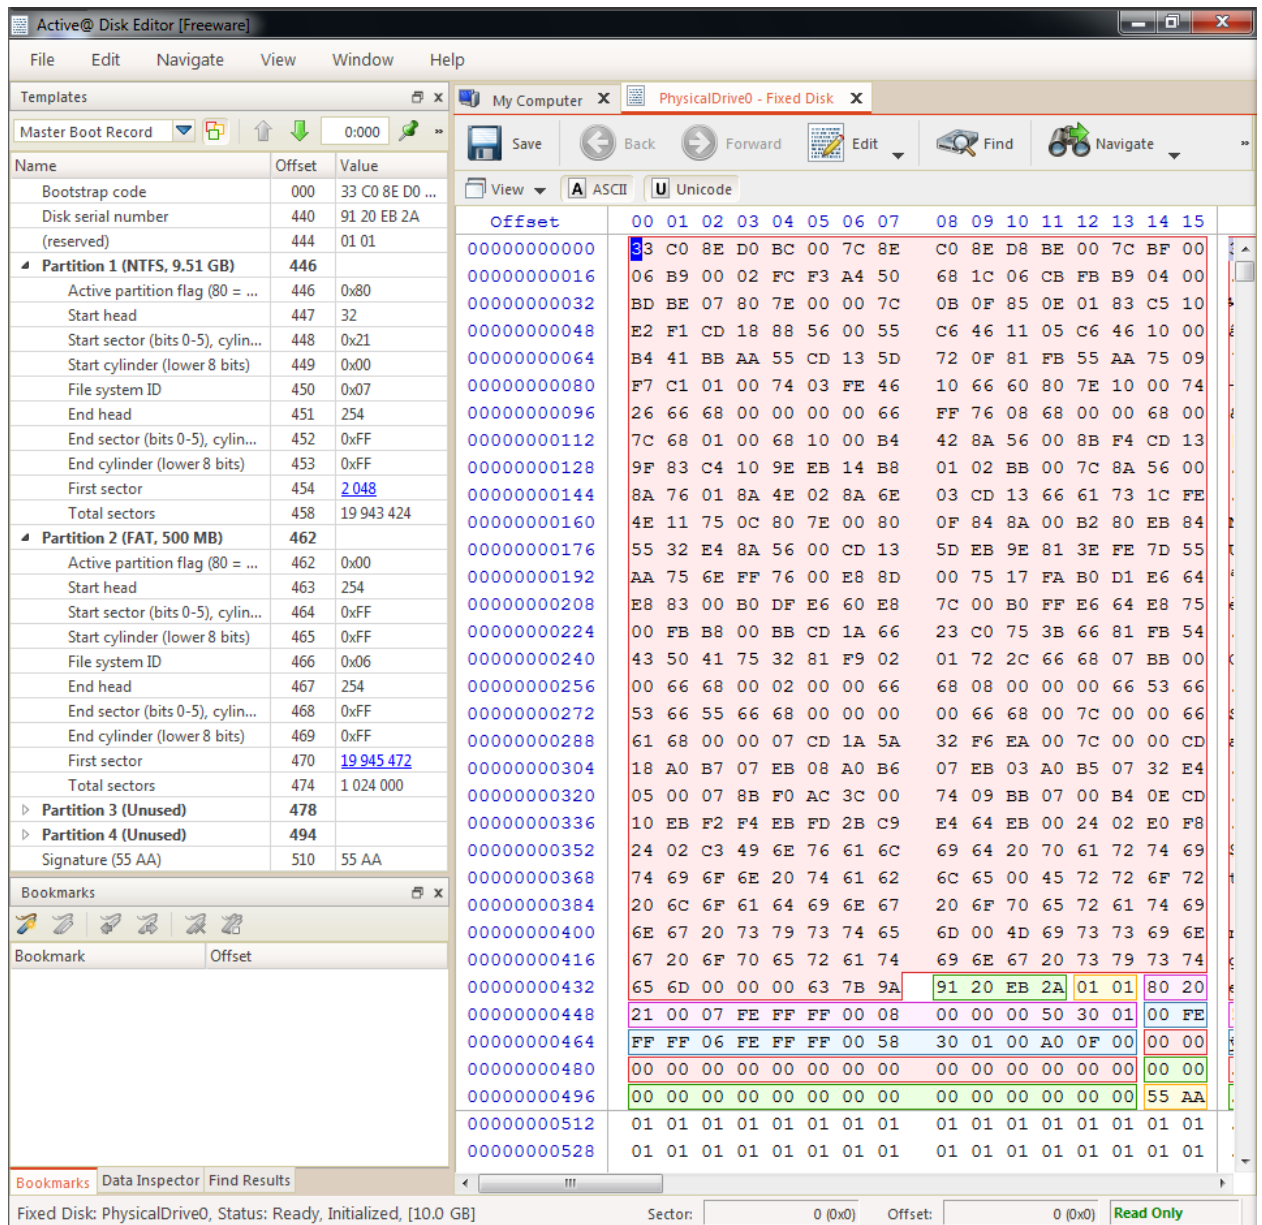 Active@ Disk Editor [Freeware]
File Edit Navigate View Window Help
Templates
Master Boot Record 0:000 »
Name Offset Value
Bootstrap code 000 33 C0 8E D0 ...
Disk serial number 440 91 20 EB 2A
(reserved) 444 01 01
Partition 1 (NTFS, 9.51 GB) 446
Active partition flag (80 = ... 446 0x80
Start head 447 32
Start sector (bits 0-5), cylin... 448 0x21
Start cylinder (lower 8 bits) 449 0x00
File system ID 450 0x07
End head 451 254
End sector (bits 0-5), cylin... 452 0xFF
End cylinder (lower 8 bits) 453 0xFF
First sector 454 2 048
Total sectors 458 19 943 424
Partition 2 (FAT, 500 MB) 462
Active partition flag (80 = ... 462 0x00
Start head 463 254
Start sector (bits 0-5), cylin... 464 0xFF
Start cylinder (lower 8 bits) 465 0xFF
File system ID 466 0x06
End head 467 254
End sector (bits 0-5), cylin... 468 0xFF
End cylinder (lower 8 bits) 469 0xFF
First sector 470 19 945 472
Total sectors 474 1 024 000
Partition 3 (Unused) 478
Partition 4 (Unused) 494
Signature (55 AA) 510 55 AA
Bookmarks
Bookmark Offset
Bookmarks Data Inspector Find Results
My Computer X PhysicalDrive0 - Fixed Disk X
Save Back Forward Edit Find Navigate »
View A ASCII U Unicode
Offset 00 01 02 03 04 05 06 07 08 09 10 11 12 13 14 15
00000000000 33 C0 8E D0 BC 00 7C 8E C0 8E D8 BE 00 7C BF 00
00000000016 06 B9 00 02 FC F3 A4 50 68 1C 06 CB FB B9 04 00
00000000032 BD BE 07 80 7E 00 00 7C 0B 0F 85 0E 01 83 C5 10
00000000048 E2 F1 CD 18 88 56 00 55 C6 46 11 05 C6 46 10 00
00000000064 B4 41 BB AA 55 CD 13 5D 72 0F 81 FB 55 AA 75 09
00000000080 F7 C1 01 00 74 03 FE 46 10 66 60 80 7E 10 00 74
00000000096 26 66 68 00 00 00 00 66 FF 76 08 68 00 00 68 00
00000000112 7C 68 01 00 68 10 00 B4 42 8A 56 00 8B F4 CD 13
00000000128 9F 83 C4 10 9E EB 14 B8 01 02 BB 00 7C 8A 56 00
00000000144 8A 76 01 8A 4E 02 8A 6E 03 CD 13 66 61 73 1C FE
00000000160 4E 11 75 0C 80 7E 00 80 0F 84 8A 00 B2 80 EB 84
00000000176 55 32 E4 8A 56 00 CD 13 5D EB 9E 81 3E FE 7D 55
00000000192 AA 75 6E FF 76 00 E8 8D 00 75 17 FA B0 D1 E6 64
00000000208 E8 83 00 B0 DF E6 60 E8 7C 00 B0 FF E6 64 E8 75
00000000224 00 FB B8 00 BB CD 1A 66 23 C0 75 3B 66 81 FB 54
00000000240 43 50 41 75 32 81 F9 02 01 72 2C 66 68 07 BB 00
00000000256 00 66 68 00 02 00 00 66 68 08 00 00 00 66 53 66
00000000272 53 66 55 66 68 00 00 00 00 66 68 00 7C 00 00 66
00000000288 61 68 00 00 07 CD 1A 5A 32 F6 EA 00 7C 00 00 CD
00000000304 18 A0 B7 07 EB 08 A0 B6 07 EB 03 A0 B5 07 32 E4
00000000320 05 00 07 8B F0 AC 3C 00 74 09 BB 07 00 B4 0E CD
00000000336 10 EB F2 F4 EB FD 2B C9 E4 64 EB 00 24 02 E0 F8
00000000352 24 02 C3 49 6E 76 61 6C 69 64 20 70 61 72 74 69
00000000368 74 69 6F 6E 20 74 61 62 6C 65 00 45 72 72 6F 72
00000000384 20 6C 6F 61 64 69 6E 67 20 6F 70 65 72 61 74 69
00000000400 6E 67 20 73 79 73 74 65 6D 00 4D 69 73 73 69 6E
00000000416 67 20 6F 70 65 72 61 74 69 6E 67 20 73 79 73 74
00000000432 65 6D 00 00 00 63 7B 9A 91 20 EB 2A 01 01 80 20
00000000448 21 00 07 FE FF FF 00 08 00 00 00 50 30 01 00 FE
00000000464 FF FF 06 FE FF FF 00 58 30 01 00 A0 0F 00 00 00
00000000480 00 00 00 00 00 00 00 00 00 00 00 00 00 00 00 00
00000000496 00 00 00 00 00 00 00 00 00 00 00 00 00 00 55 AA
00000000512 01 01 01 01 01 01 01 01 01 01 01 01 01 01 01 01
00000000528 01 01 01 01 01 01 01 01 01 01 01 01 01 01 01 01
Fixed Disk: PhysicalDrive0, Status: Ready, Initialized, [10.0 GB] Sector: 0 (0x0) Offset: 0 (0x0) Read Only